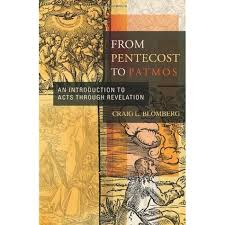 FROM
PENTECOST
TO PATMOS
AN INTRODUCTION TO
ACTS THROUGH REVELATION
CRAIG L. BLOMBERG